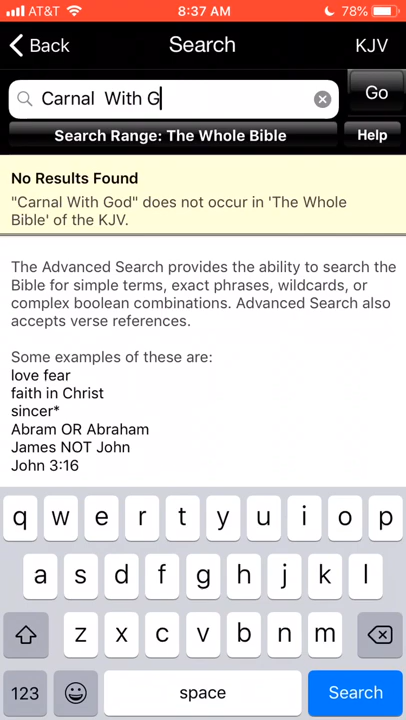 AT&T 8:37 AM 78%
Back Search KJV
Carnal  With G Go
Search Range: The Whole Bible Help
No Results Found
"Carnal With God" does not occur in 'The Whole
Bible' of the KJV.
The Advanced Search provides the ability to search the
Bible for simple terms, exact phrases, wildcards, or
complex boolean combinations. Advanced Search also
accepts verse references.
Some examples of these are:
love fear
faith in Christ
sincer*
Abram OR Abraham
James NOT John
John 3:16
q w e r t y u i o p
a s d f g h j k l
z x c v b n m
123 space Search